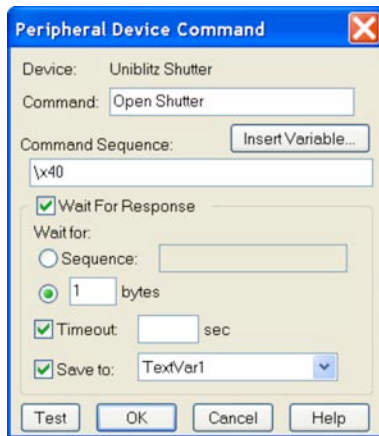 Peripheral Device Command
Device: Uniblitz Shutter
Command: Open Shutter
Command Sequence: Insert Variable...
\x40
Wait For Response
Wait for:
Sequence:
1 bytes
Timeout: sec
Save to: TextVar1
Test OK Cancel Help